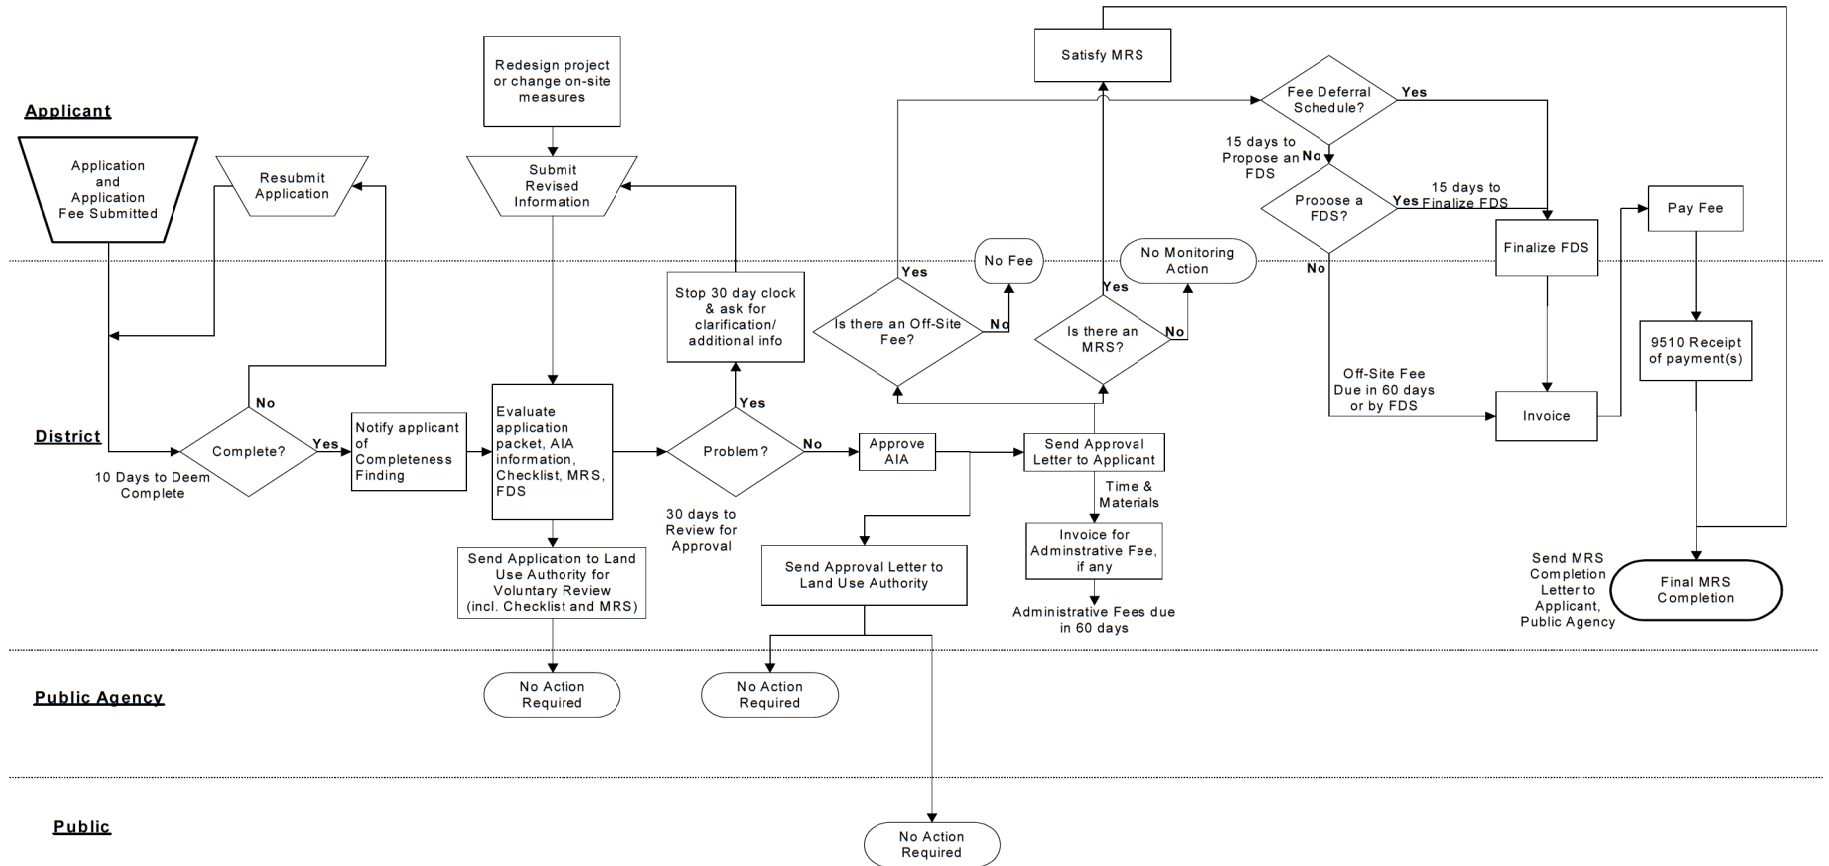 Applicant
Application
and
Application
Fee Submitted
Resubmit
Application
Redesign project
or change on-site
measures
Submit
Revised
Information
Satisfy MRS
Fee Deferral
Schedule?
Yes
15 days to
Propose an
FDS
No
Propose a
FDS?
Yes
15 days to
Finalize FDS
No
Finalize FDS
Pay Fee
District
10 Days to Deem
Complete
Complete?
No
Yes
Notify applicant
of
Completeness
Finding
Evaluate
application
packet, AIA
information,
Checklist, MRS,
FDS
Stop 30 day clock
& ask for
clarification/
additional info
Yes
Problem?
No
30 days to
Review for
Approval
Approve
AIA
Send Approval
Letter to Applicant
Time &
Materials
Invoice for
Adminstrative Fee,
if any
Administrative Fees due
in 60 days
Is there an Off-Site
Fee?
Yes
No
No Fee
Is there an
MRS?
Yes
No
No Monitoring
Action
Off-Site Fee
Due in 60 days
or by FDS
Invoice
9510 Receipt
of payment(s)
Send Application to Land
Use Authority for
Voluntary Review
(incl. Checklist and MRS)
Send Approval Letter to
Land Use Authority
Send MRS
Completion
Letter to
Applicant,
Public Agency
Final MRS
Completion
Public Agency
No Action
Required
No Action
Required
Public
No Action
Required